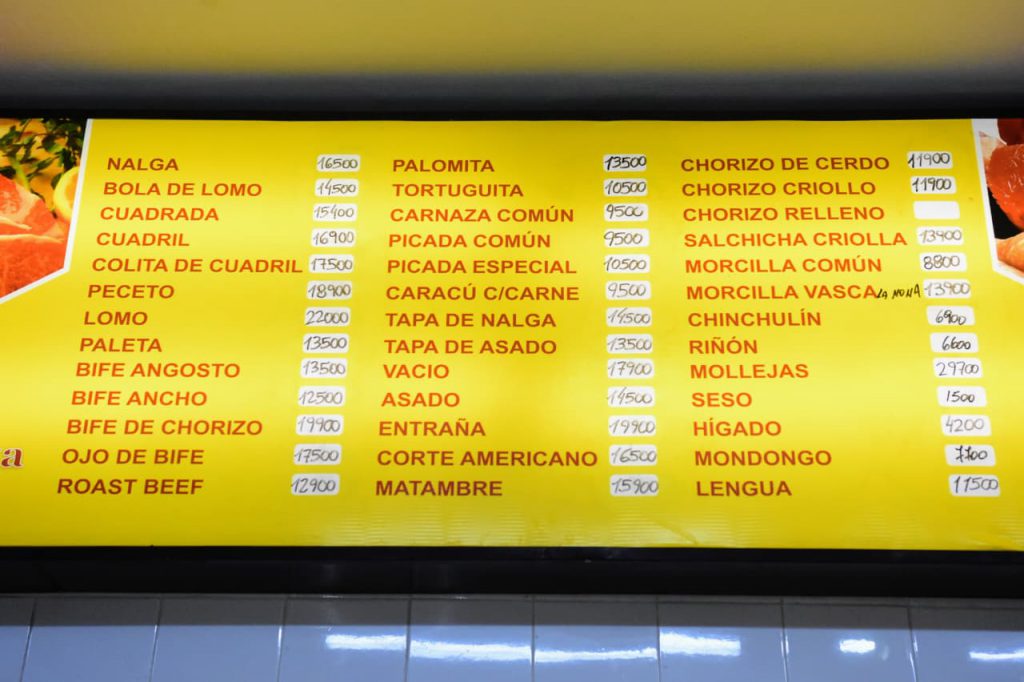 NALGA 16500
BOLA DE LOMO 14500
CUADRADA 15400
CUADRIL 16900
COLITA DE CUADRIL 17500
PECETO 18900
LOMO 22000
PALETA 13500
BIFE ANGOSTO 13500
BIFE ANCHO 12500
BIFE DE CHORIZO 19900
OJO DE BIFE 17500
ROAST BEEF 12900
PALOMITA 13500
TORTUGUITA 10500
CARNAZA COMÚN 9500
PICADA COMÚN 9500
PICADA ESPECIAL 10500
CARACÚ C/CARNE 9500
TAPA DE NALGA 14500
TAPA DE ASADO 13500
VACIO 17900
ASADO 14500
ENTRAÑA 19900
CORTE AMERICANO 16500
MATAMBRE 15900
CHORIZO DE CERDO 11900
CHORIZO CRIOLLO 11900
CHORIZO RELLENO
SALCHICHA CRIOLLA 13900
MORCILLA COMÚN 8800
MORCILLA VASCA LA NONA 13900
CHINCHULÍN 6900
RIÑÓN 6600
MOLLEJAS 29700
SESO 1500
HÍGADO 4200
MONDONGO 7700
LENGUA 11500
a